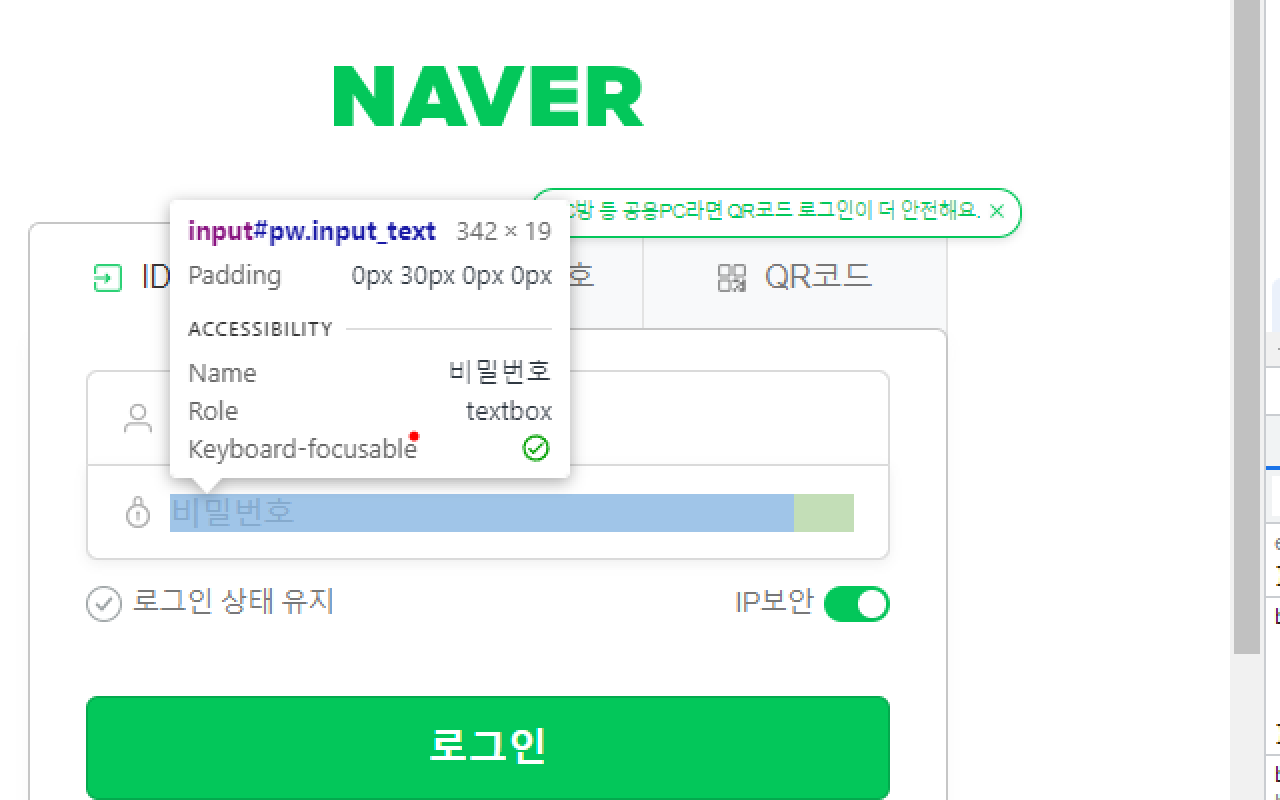 NAVER
방 등 공용PC라면 QR코드 로그인이 더 안전해요. ×
input#pw.input_text 342 × 19
Padding 0px 30px 0px 0px
ACCESSIBILITY
Name 비밀번호
Role textbox
Keyboard-focusable
ID
호
QR코드
비밀번호
로그인 상태 유지
IP보안
로그인